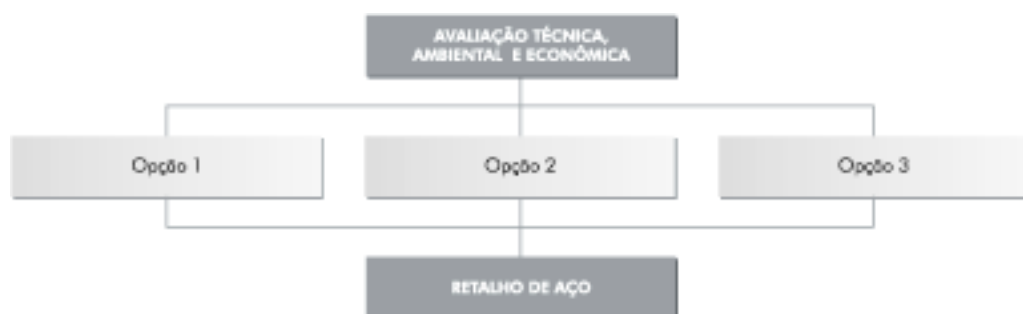 AVALIAÇÃO TÉCNICA,
AMBIENTAL E ECONÔMICA
Opção 1
Opção 2
Opção 3
RETALHO DE AÇO